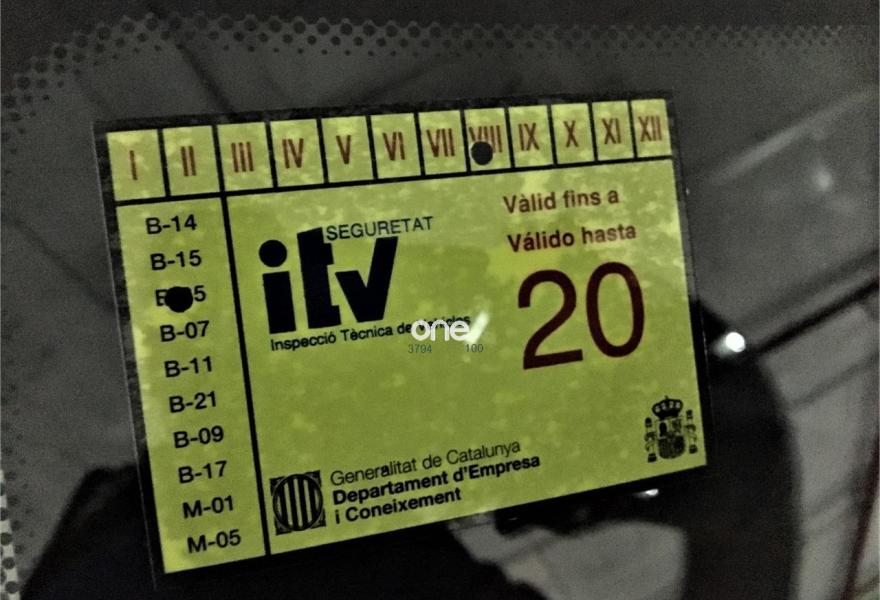 I II III IV V VI VII VIII IX X XI XII
B-14
B-15
B-07
B-11
B-21
B-09
B-17
M-01
M-05
SEGURETAT
itv
Inspecció Tècnica de
one
3794 100
Vàlid fins a
Válido hasta
20
Generalitat de Catalunya
Departament d'Empresa
i Coneixement